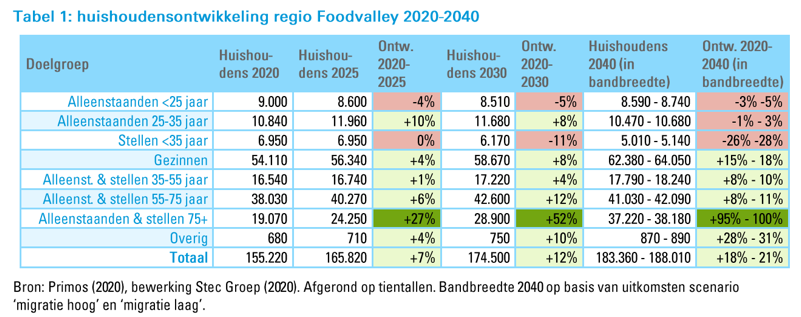 Tabel 1: huishoudensontwikkeling regio Foodvalley 2020-2040
Doelgroep Huishoudens 2020 Huishoudens 2025 Ontw. 2020-2025 Huishoudens 2030 Ontw. 2020-2030 Huishoudens 2040 (in bandbreedte) Ontw. 2020-2040 (in bandbreedte)
Alleenstaanden <25 jaar 9.000 8.600 -4% 8.510 -5% 8.590 - 8.740 -3% -5%
Alleenstaanden 25-35 jaar 10.840 11.960 +10% 11.680 +8% 10.470 - 10.680 -1% - 3%
Stellen <35 jaar 6.950 6.950 0% 6.170 -11% 5.010 - 5.140 -26% -28%
Gezinnen 54.110 56.340 +4% 58.670 +8% 62.380 - 64.050 +15% - 18%
Alleenst. & stellen 35-55 jaar 16.540 16.740 +1% 17.220 +4% 17.790 - 18.240 +8% - 10%
Alleenst. & stellen 55-75 jaar 38.030 40.270 +6% 42.600 +12% 41.030 - 42.090 +8% - 11%
Alleenstaanden & stellen 75+ 19.070 24.250 +27% 28.900 +52% 37.220 - 38.180 +95% - 100%
Overig 680 710 +4% 750 +10% 870 - 890 +28% - 31%
Totaal 155.220 165.820 +7% 174.500 +12% 183.360 - 188.010 +18% - 21%
Bron: Primos (2020), bewerking Stec Groep (2020). Afgerond op tientallen. Bandbreedte 2040 op basis van uitkomsten scenario
‘migratie hoog’ en ‘migratie laag’.